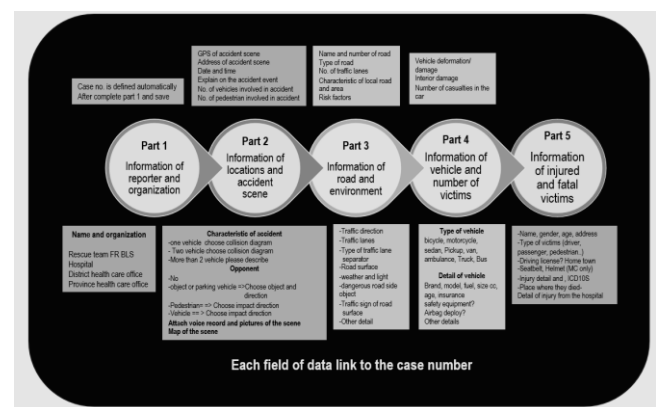 Case no. is defined automatically
After complete part 1 and save
GPS of accident scene
Address of accident scene
Date and time
Explain on the accident event
No. of vehicles involved in accident
No. of pedestrian involved in accident
Name and number of road
Type of road
No. of traffic lanes
Characteristic of local road
and area
Risk factors
Vehicle deformation/
damage
Interior damage
Number of casualties in the
car
Part 1
Information of
reporter and
organization
Part 2
Information of
locations and
accident
scene
Part 3
Information of
road and
environment
Part 4
Information of
vehicle and
number of
victims
Part 5
Information
of injured
and fatal
victims
Name and organization
Rescue team FR BLS
Hospital
District health care office
Province health care office
Characteristic of accident
-one vehicle choose collision diagram
- Two vehicle choose collision diagram
-More than 2 vehicle please describe
Opponent
-No
-object or parking vehicle =>Choose object and
direction
-Pedestrian= => Choose impact direction
-Vehicle == > Choose impact direction
Attach voice record and pictures of the scene
Map of the scene
-Traffic direction
-Traffic lanes
-Type of traffic lane
separator
-Road surface
-weather and light
-dangerous road side
object
-Traffic sign of road
surface
-Other detail
Type of vehicle
bicycle, motorcycle,
sedan, Pickup, van,
ambulance, Truck, Bus
Detail of vehicle
Brand, model, fuel, size cc,
age, insurance
safety equipment?
Airbag deploy?
Other details
-Name, gender, age, address
-Type of victims (driver,
passenger, pedestrian..)
-Driving license? Home town
-Seatbelt, Helmet (MC only)
-Injury detail and , ICD10S
-Place where they died-
Detail of injury from the hospital
Each field of data link to the case number